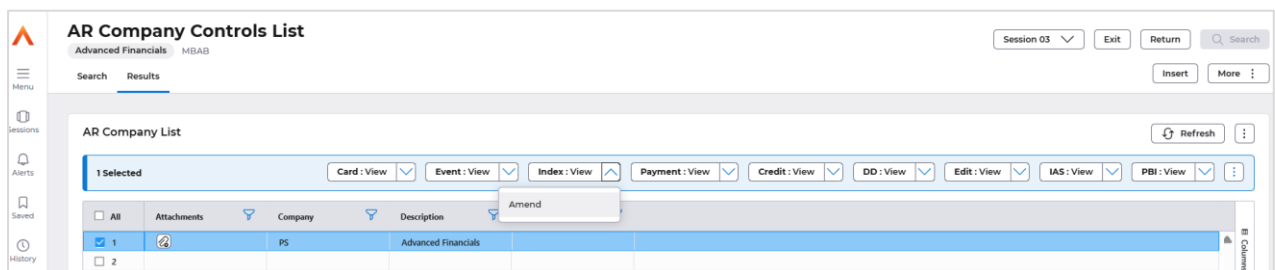 AR Company Controls List
Advanced Financials MBAB
Session 03 Exit Return Search
Search Results
Insert More
Menu
Sessions
Alerts
Saved
History
AR Company List
Refresh
1 Selected
Card : View Event : View Index : View Payment : View Credit : View DD : View Edit : View IAS : View PBI : View
Amend
All Attachments Company Description
1 PS Advanced Financials
2
Columns